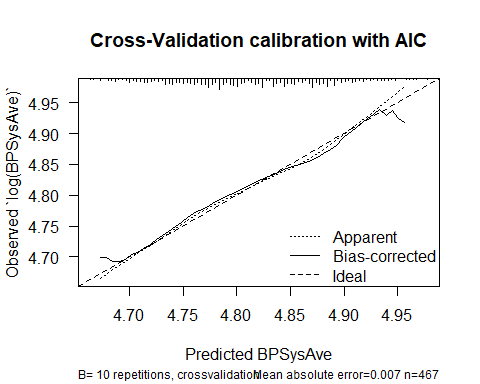 Cross-Validation calibration with AIC
Observed `log(BPSysAve)`
4.95
4.90
4.85
4.80
4.75
4.70
Apparent
Bias-corrected
Ideal
4.70 4.75 4.80 4.85 4.90 4.95
Predicted BPSysAve
B= 10 repetitions, crossvalidation Mean absolute error=0.007 n=467